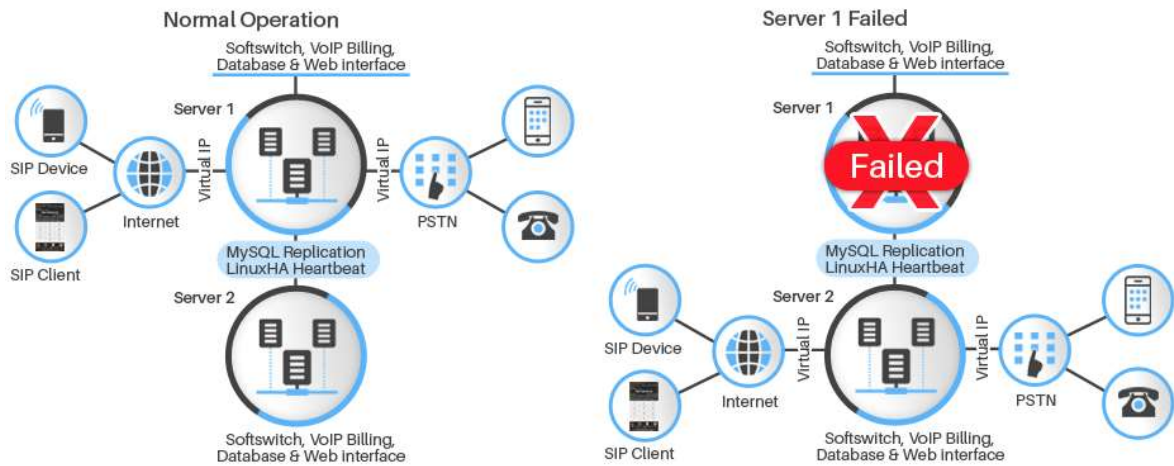 Normal Operation
Softswitch, VoIP Billing,
Database & Web interface
Server 1
SIP Device
Virtual IP
Virtual IP
Internet
PSTN
SIP Client
MySQL Replication
LinuxHA Heartbeat
Server 2
Softswitch, VoIP Billing,
Database & Web interface
Server 1 Failed
Softswitch, VoIP Billing,
Database & Web interface
Server 1
Failed
MySQL Replication
LinuxHA Heartbeat
Server 2
SIP Device
Virtual IP
Virtual IP
Internet
PSTN
SIP Client
Softswitch, VoIP Billing,
Database & Web interface